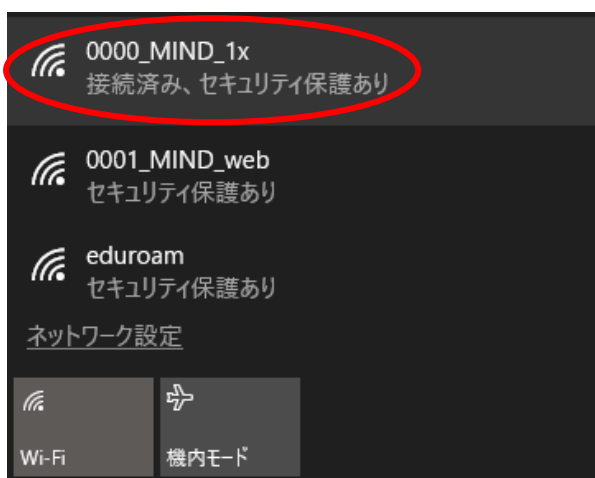 0000_MIND_1x
接続済み、セキュリティ保護あり
0001_MIND_web
セキュリティ保護あり
eduroam
セキュリティ保護あり
ネットワーク設定
Wi-Fi
機内モード